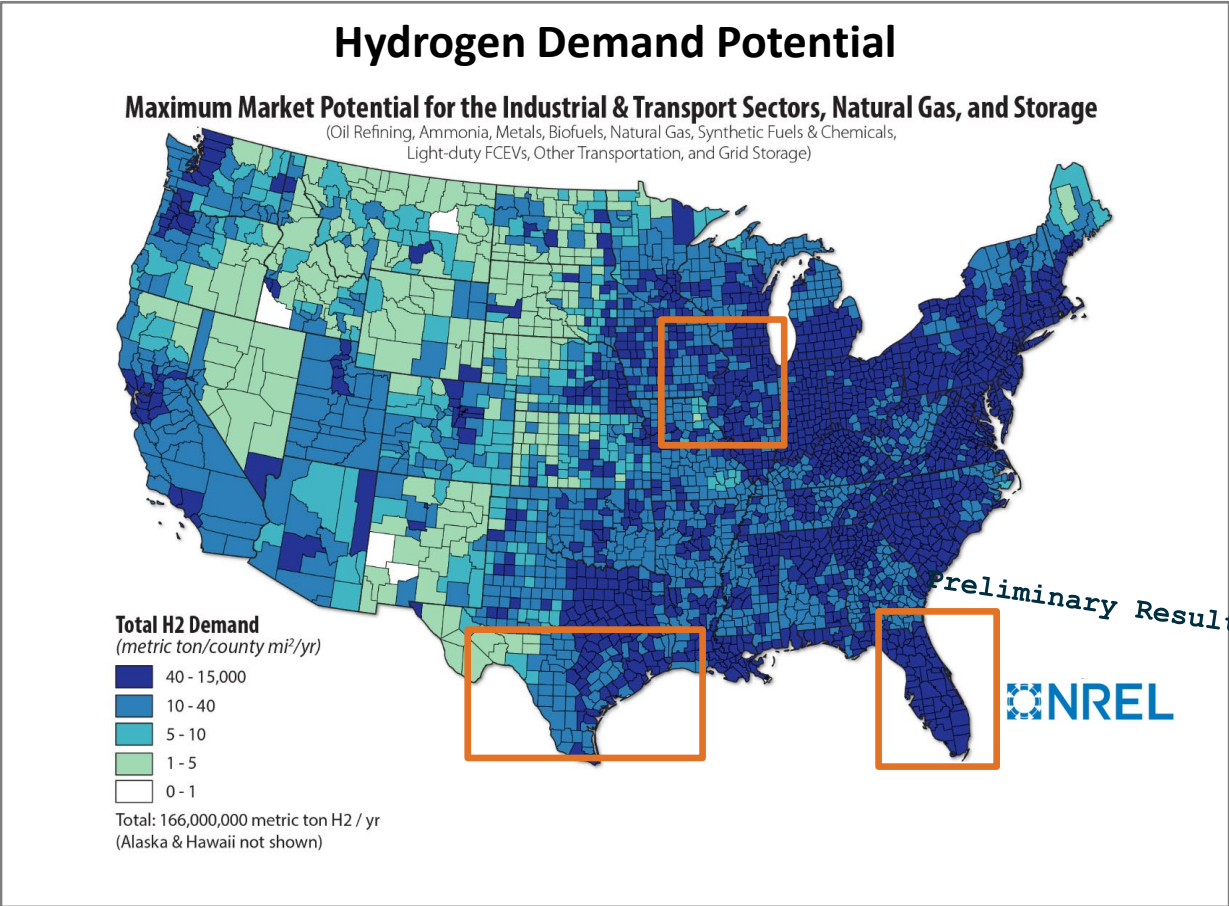 Hydrogen Demand Potential
Maximum Market Potential for the Industrial & Transport Sectors, Natural Gas, and Storage
(Oil Refining, Ammonia, Metals, Biofuels, Natural Gas, Synthetic Fuels & Chemicals,
Light-duty FCEVs, Other Transportation, and Grid Storage)
Preliminary Result
NREL
Total H2 Demand
(metric ton/county mi²/yr)
40 - 15,000
10 - 40
5 - 10
1 - 5
0 - 1
Total: 166,000,000 metric ton H2 / yr
(Alaska & Hawaii not shown)